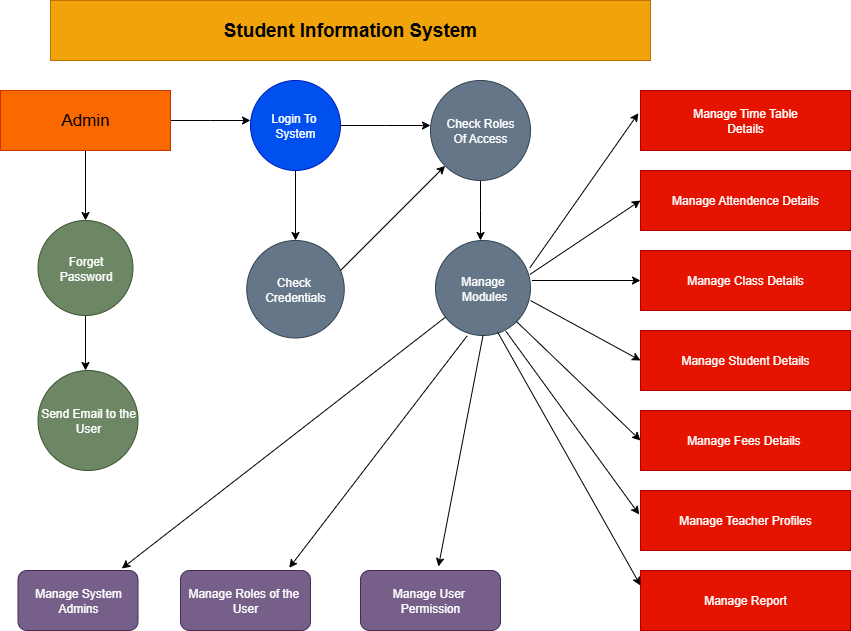 Student Information System
Admin
Login To
System
Check Roles
Of Access
Manage Time Table
Details
Manage Attendence Details
Forget
Password
Check
Credentials
Manage
Modules
Manage Class Details
Manage Student Details
Send Email to the
User
Manage Fees Details
Manage Teacher Profiles
Manage System
Admins
Manage Roles of the
User
Manage User
Permission
Manage Report